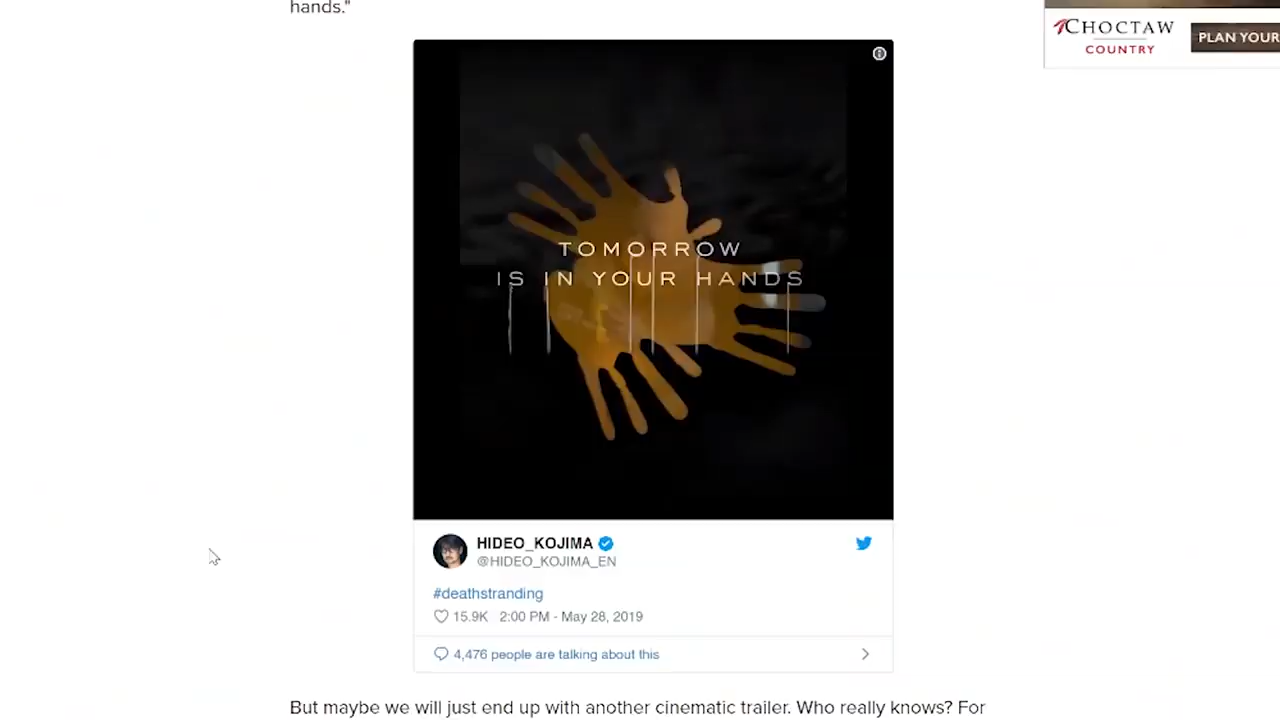 hands."
CHOCTAW
COUNTRY
PLAN YOUR
TOMORROW
IS IN YOUR HANDS
HIDEO_KOJIMA
@HIDEO_KOJIMA_EN
#deathstranding
15.9K 2:00 PM - May 28, 2019
4,476 people are talking about this
But maybe we will just end up with another cinematic trailer. Who really knows? For